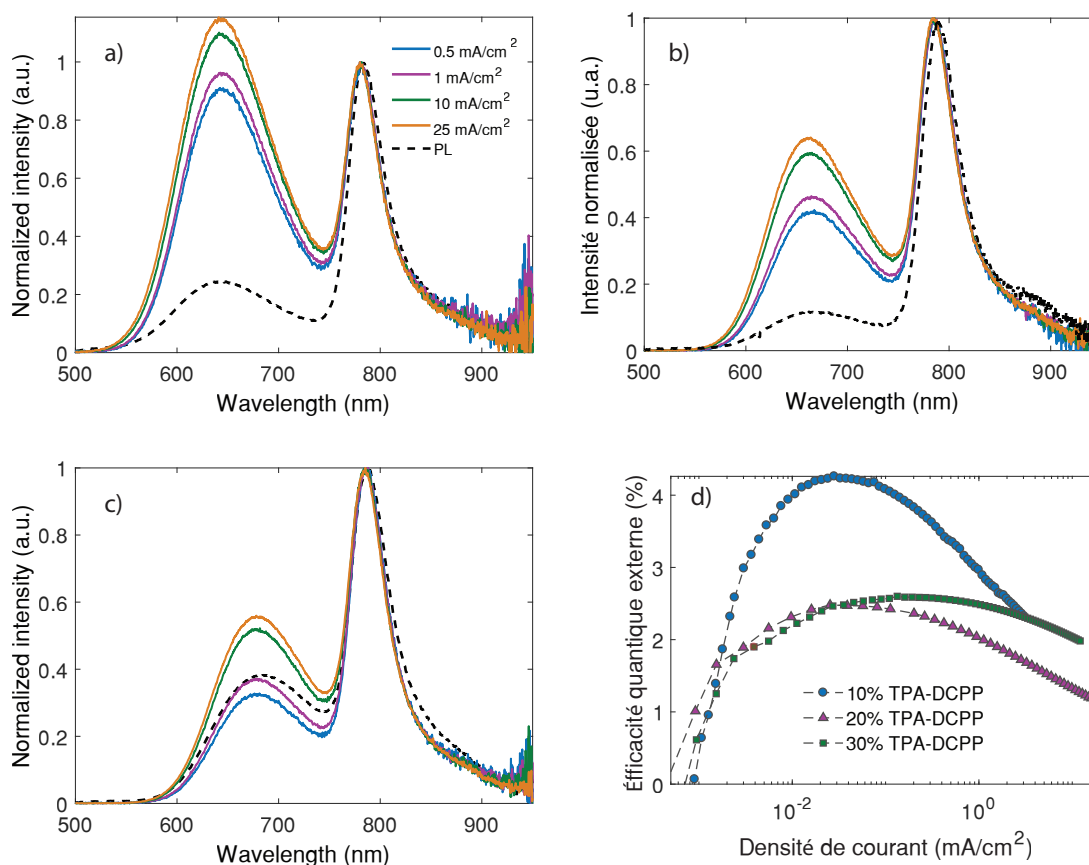 a)
0.5 mA/cm²
1 mA/cm²
10 mA/cm²
25 mA/cm²
PL
Normalized intensity (a.u.)
1
0.8
0.6
0.4
0.2
0
500 600 700 800 900
Wavelength (nm)
b)
Intensité normalisée (u.a.)
1.0
0.8
0.6
0.4
0.2
0
500 600 700 800 900
Wavelength (nm)
c)
Normalized intensity (a.u.)
1
0.8
0.6
0.4
0.2
0
500 600 700 800 900
Wavelength (nm)
d)
Éfficacité quantique externe (%)
4
2
1
0
10% TPA-DCPP
20% TPA-DCPP
30% TPA-DCPP
10⁻² 10⁰
Densité de courant (mA/cm²)